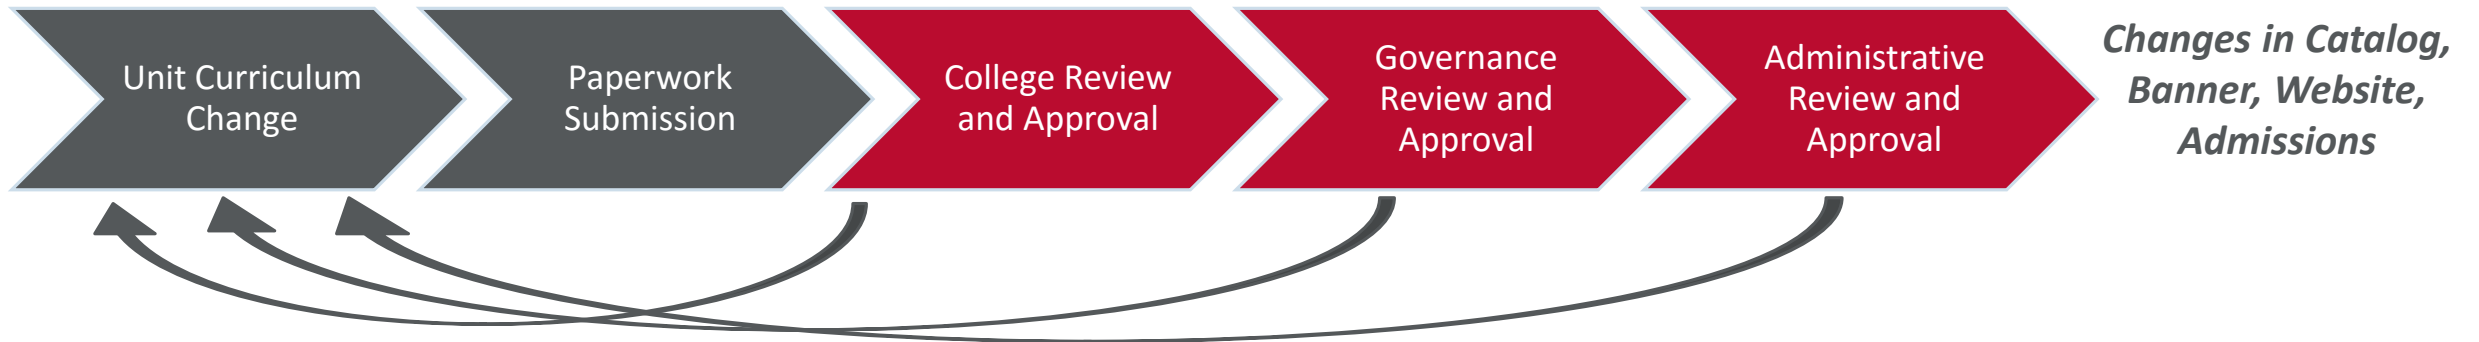 Unit Curriculum
Change
Paperwork
Submission
College Review
and Approval
Governance
Review and
Approval
Administrative
Review and
Approval
Changes in Catalog,
Banner, Website,
Admissions